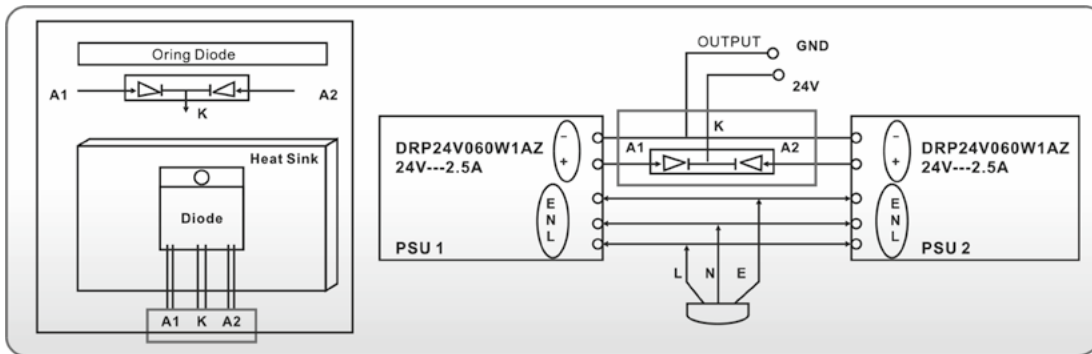 Oring Diode
A1
A2
K
Heat Sink
Diode
A1 K A2
OUTPUT
GND
24V
DRP24V060W1AZ
24V---2.5A
–
+
E
N
L
PSU 1
K
A1
A2
–
+
E
N
L
DRP24V060W1AZ
24V---2.5A
PSU 2
L N E